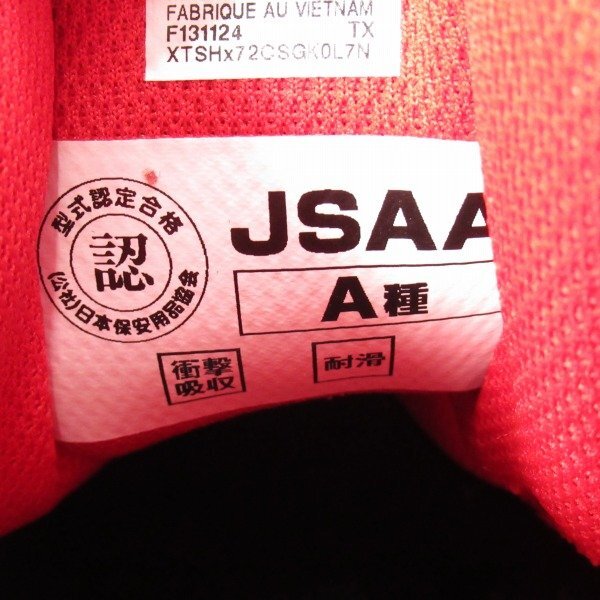 FABRIQUE AU VIETNAM
F131124 TX
XTSHx72CSGK0L7N
型式認定合格
認
(公社)日本保安用品協会
JSAA
A種
衝撃
吸収
耐滑